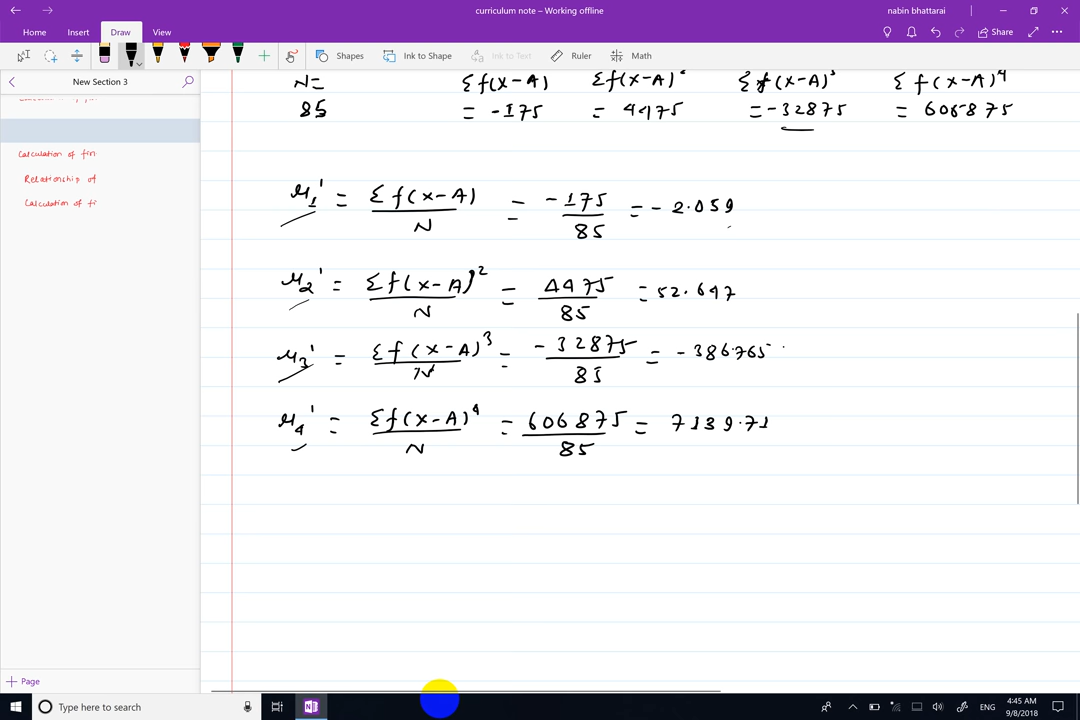 curriculum note – Working offline
nabin bhattarai
Home Insert Draw View
Share
Shapes Ink to Shape Ink to Text Ruler Math
New Section 3
N= Σf(x-A) Σf(x-A)² Σf(x-A)³ Σf(x-A)⁴
85 = -175 = 4475 = -32875 = 606875
Calculation of fin
Relationship of
Calculation of fi
μ₁' = Σf(x-A)/N = -175/85 = -2.059
μ₂' = Σf(x-A)²/N = 4475/85 = 52.647
μ₃' = Σf(x-A)³/N = -32875/85 = -386.765
μ₄' = Σf(x-A)⁴/N = 606875/85 = 7139.71
+ Page
Type here to search
ENG
4:45 AM
9/8/2018